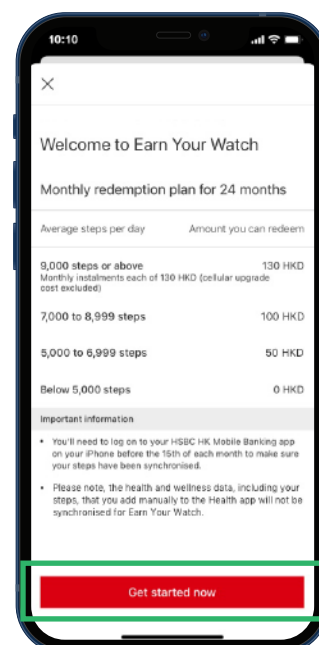 10:10
Welcome to Earn Your Watch
Monthly redemption plan for 24 months
Average steps per day Amount you can redeem
9,000 steps or above 130 HKD
Monthly instalments each of 130 HKD (cellular upgrade
cost excluded)
7,000 to 8,999 steps 100 HKD
5,000 to 6,999 steps 50 HKD
Below 5,000 steps 0 HKD
Important information
• You'll need to log on to your HSBC HK Mobile Banking app
on your iPhone before the 15th of each month to make sure
your steps have been synchronised.
• Please note, the health and wellness data, including your
steps, that you add manually to the Health app will not be
synchronised for Earn Your Watch.
Get started now